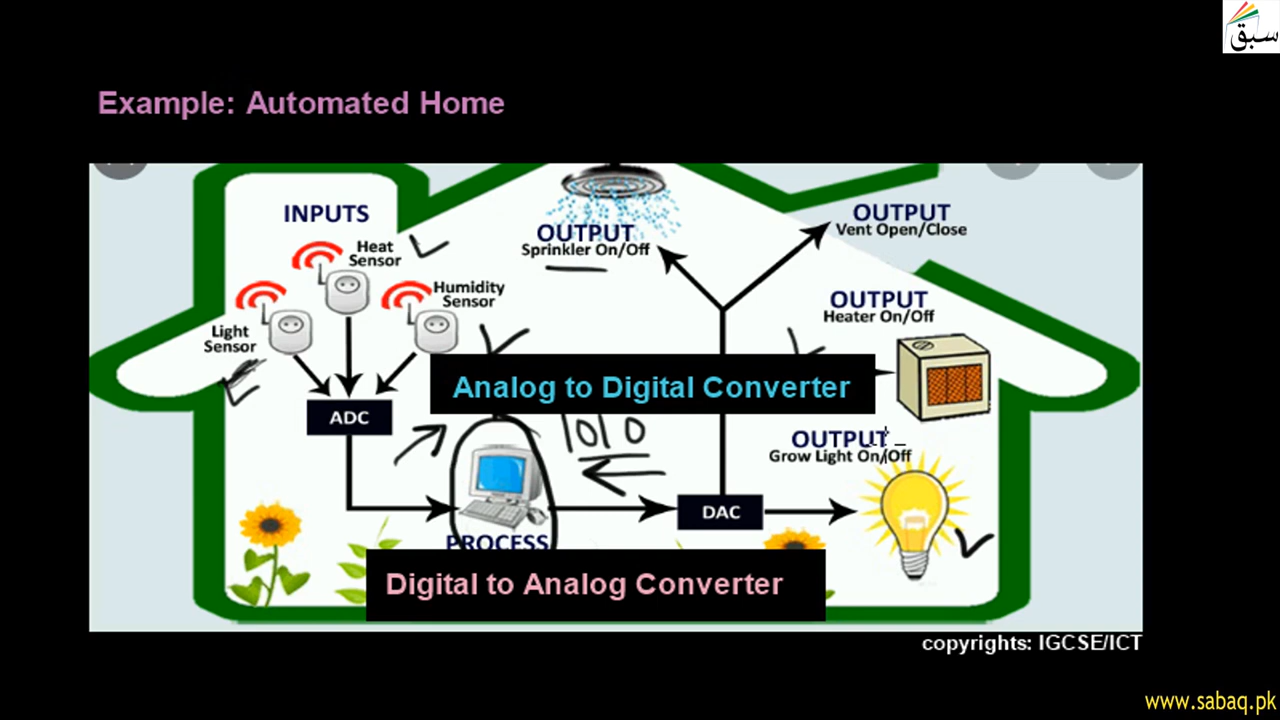 سبق
Example: Automated Home
INPUTS
Heat
Sensor
Humidity
Sensor
Light
Sensor
OUTPUT
Sprinkler On/Off
OUTPUT
Vent Open/Close
OUTPUT
Heater On/Off
Analog to Digital Converter
ADC
1010
OUTPUT
Grow Light On/Off
DAC
PROCESS
Digital to Analog Converter
copyrights: IGCSE/ICT
www.sabaq.pk